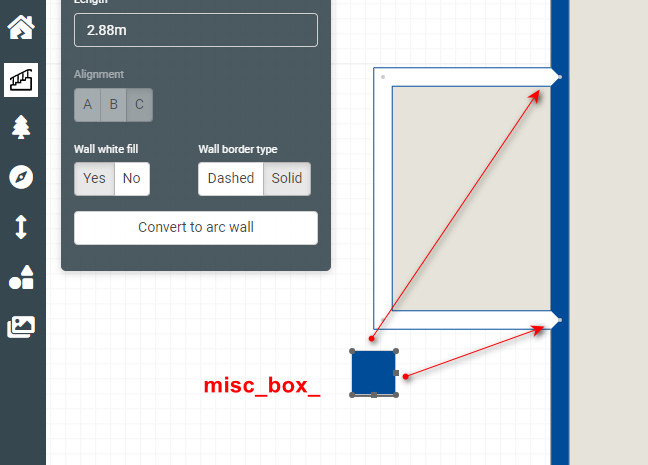 Length
2.88m
Alignment
A B C
Wall white fill Wall border type
Yes No Dashed Solid
Convert to arc wall
misc_box_